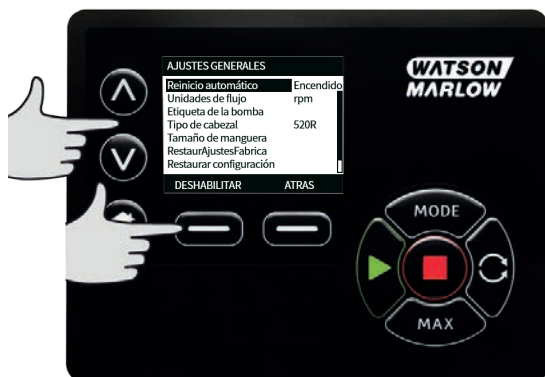 WATSON
MARLOW
AJUSTES GENERALES
Reinicio automático Encendido
Unidades de flujo rpm
Etiqueta de la bomba
Tipo de cabezal 520R
Tamaño de manguera
RestaurAjustesFabrica
Restaurar configuración
DESHABILITAR ATRAS
MODE
MAX